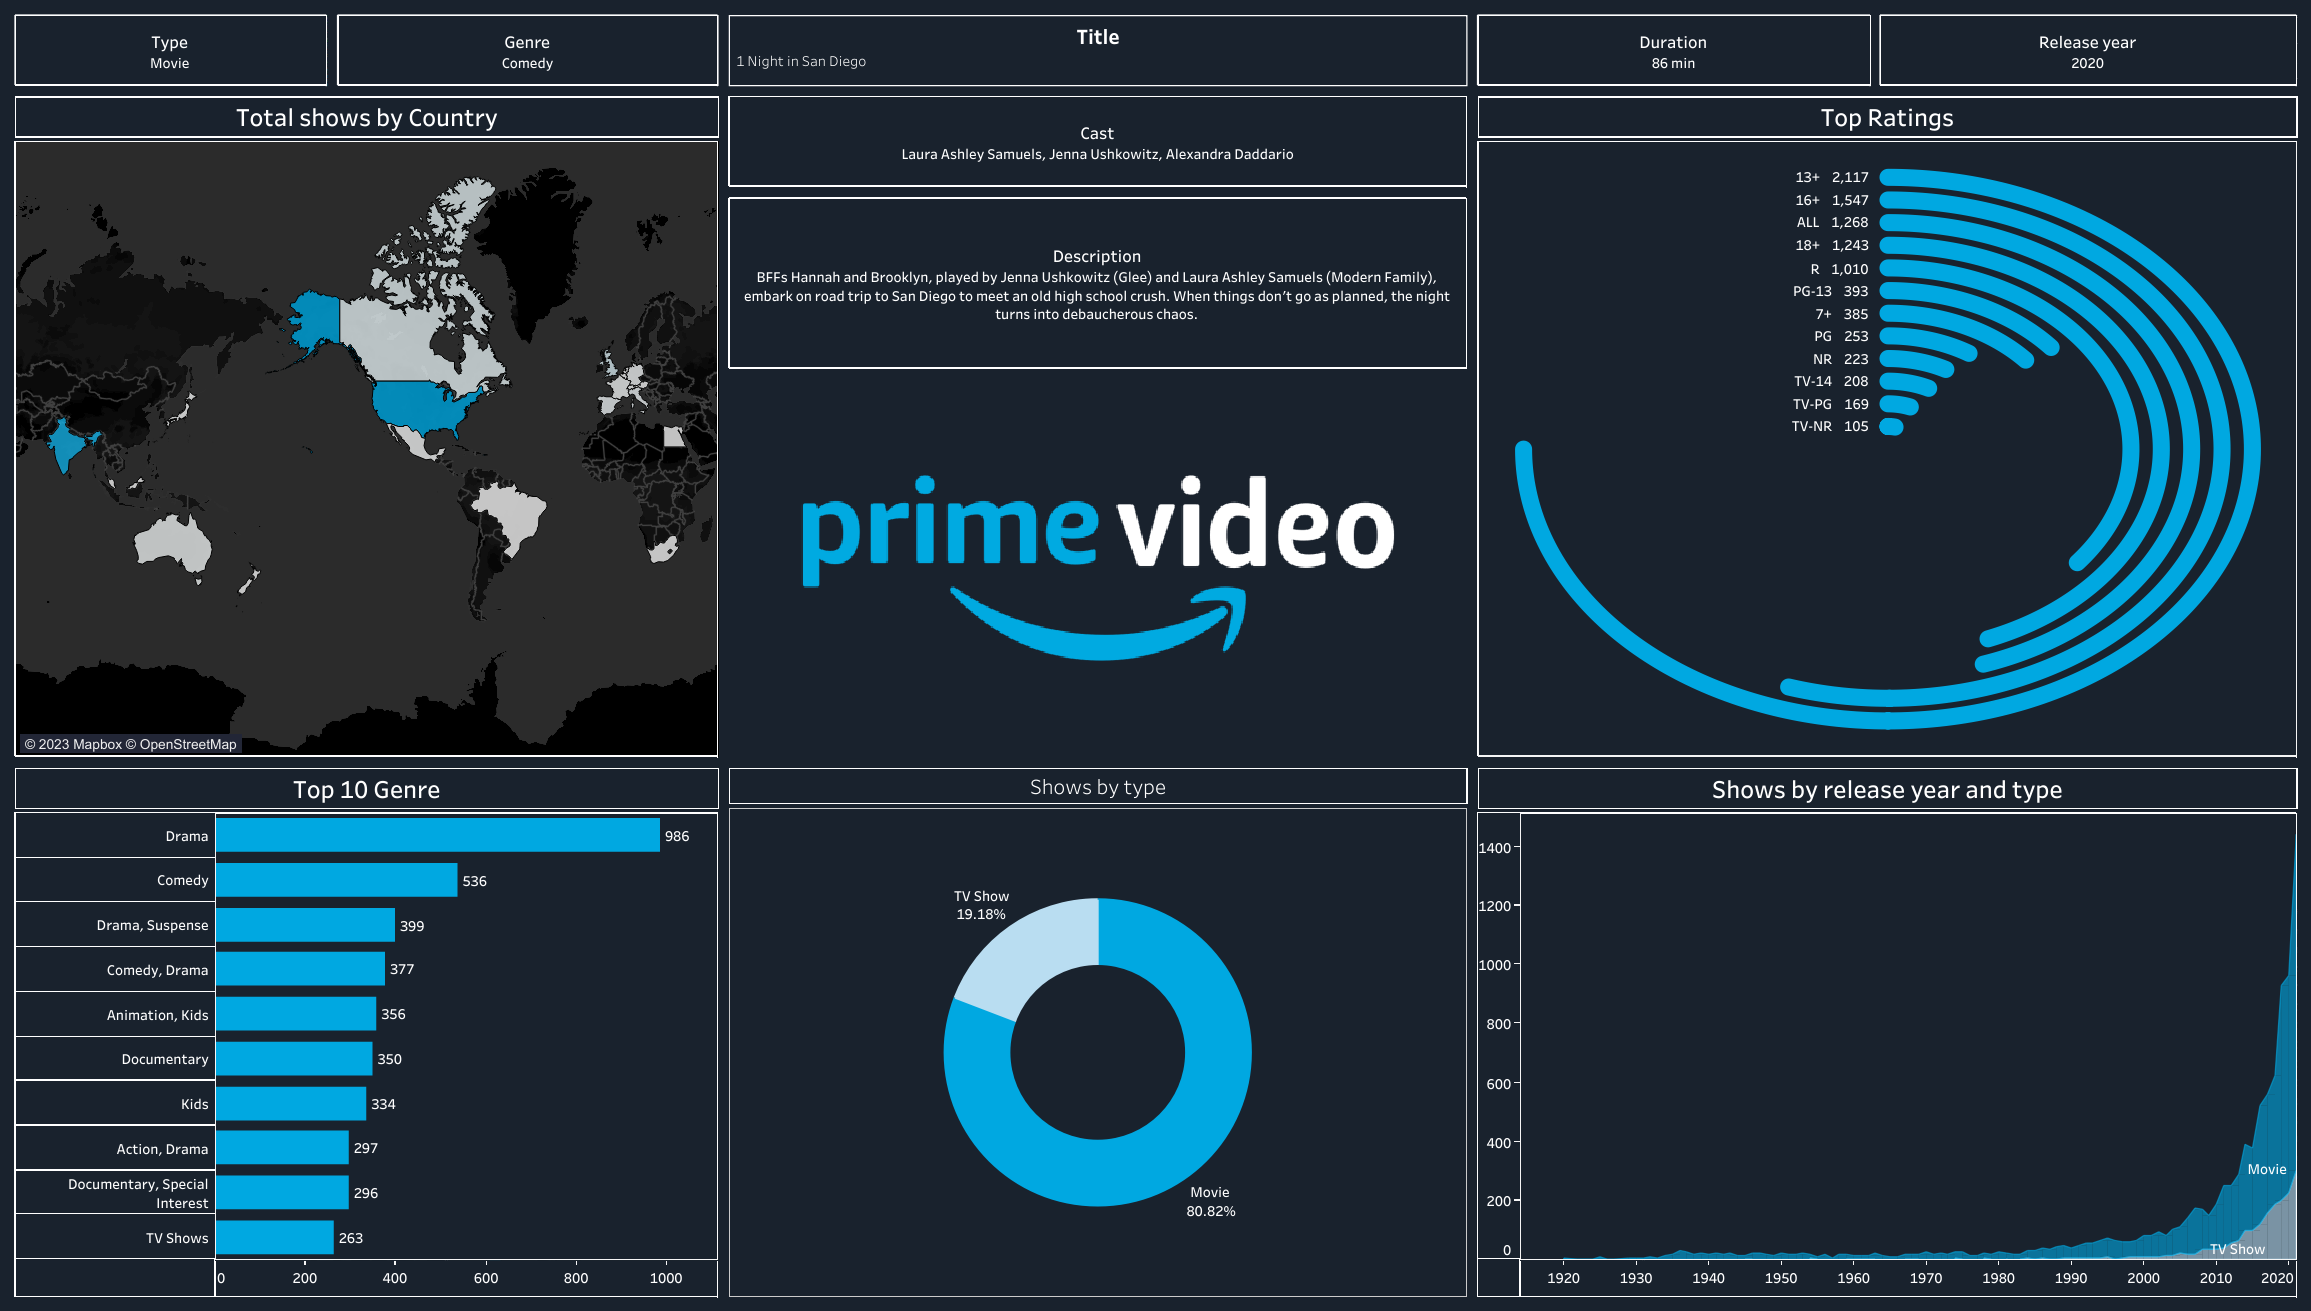 Type
Movie
Genre
Comedy
Title
1 Night in San Diego
Duration
86 min
Release year
2020
Total shows by Country
© 2023 Mapbox © OpenStreetMap
Cast
Laura Ashley Samuels, Jenna Ushkowitz, Alexandra Daddario
Description
BFFs Hannah and Brooklyn, played by Jenna Ushkowitz (Glee) and Laura Ashley Samuels (Modern Family),
embark on road trip to San Diego to meet an old high school crush. When things don’t go as planned, the night
turns into debaucherous chaos.
prime video
Top Ratings
13+ 2,117
16+ 1,547
ALL 1,268
18+ 1,243
R 1,010
PG-13 393
7+ 385
PG 253
NR 223
TV-14 208
TV-PG 169
TV-NR 105
Top 10 Genre
Drama 986
Comedy 536
Drama, Suspense 399
Comedy, Drama 377
Animation, Kids 356
Documentary 350
Kids 334
Action, Drama 297
Documentary, Special
Interest 296
TV Shows 263
0 200 400 600 800 1000
Shows by type
TV Show
19.18%
Movie
80.82%
Shows by release year and type
1400
1200
1000
800
600
400
200
0
Movie
TV Show
1920 1930 1940 1950 1960 1970 1980 1990 2000 2010 2020